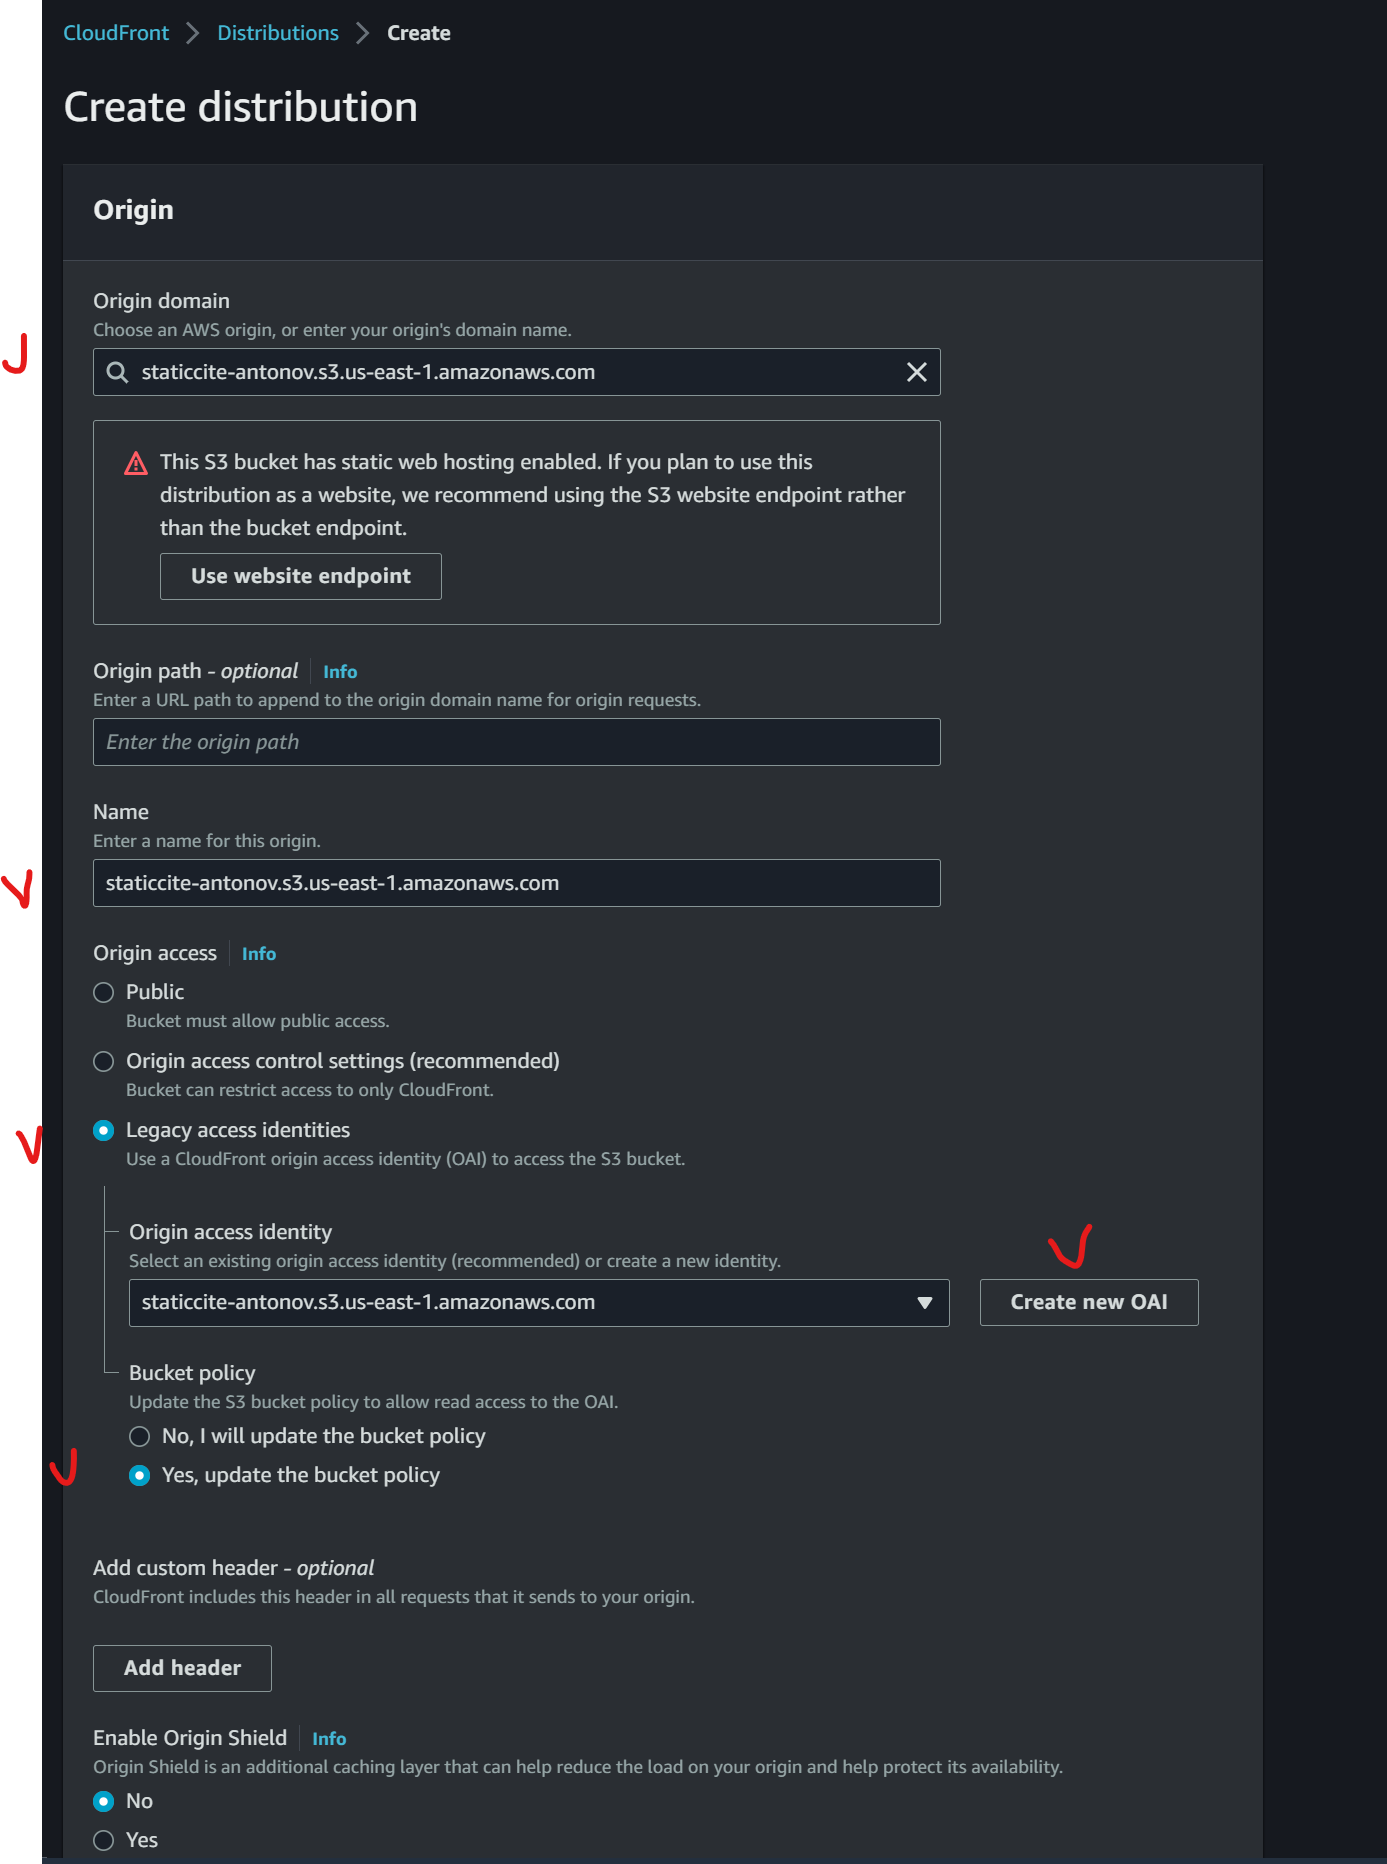 CloudFront > Distributions > Create
Create distribution
Origin
Origin domain
Choose an AWS origin, or enter your origin's domain name.
staticcite-antonov.s3.us-east-1.amazonaws.com
This S3 bucket has static web hosting enabled. If you plan to use this
distribution as a website, we recommend using the S3 website endpoint rather
than the bucket endpoint.
Use website endpoint
Origin path - optional Info
Enter a URL path to append to the origin domain name for origin requests.
Enter the origin path
Name
Enter a name for this origin.
staticcite-antonov.s3.us-east-1.amazonaws.com
Origin access Info
Public
Bucket must allow public access.
Origin access control settings (recommended)
Bucket can restrict access to only CloudFront.
Legacy access identities
Use a CloudFront origin access identity (OAI) to access the S3 bucket.
Origin access identity
Select an existing origin access identity (recommended) or create a new identity.
staticcite-antonov.s3.us-east-1.amazonaws.com Create new OAI
Bucket policy
Update the S3 bucket policy to allow read access to the OAI.
No, I will update the bucket policy
Yes, update the bucket policy
Add custom header - optional
CloudFront includes this header in all requests that it sends to your origin.
Add header
Enable Origin Shield Info
Origin Shield is an additional caching layer that can help reduce the load on your origin and help protect its availability.
No
Yes